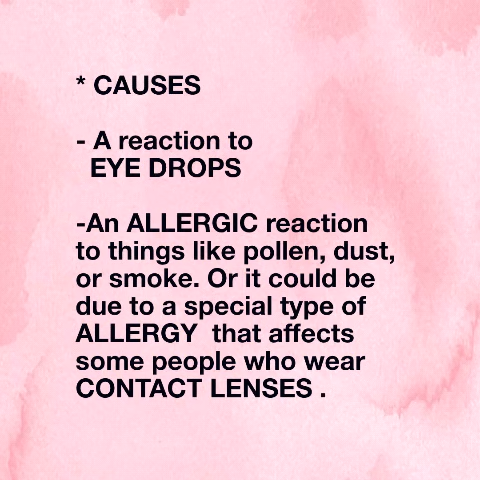 * CAUSES
- A reaction to
EYE DROPS
-An ALLERGIC reaction
to things like pollen, dust,
or smoke. Or it could be
due to a special type of
ALLERGY that affects
some people who wear
CONTACT LENSES .